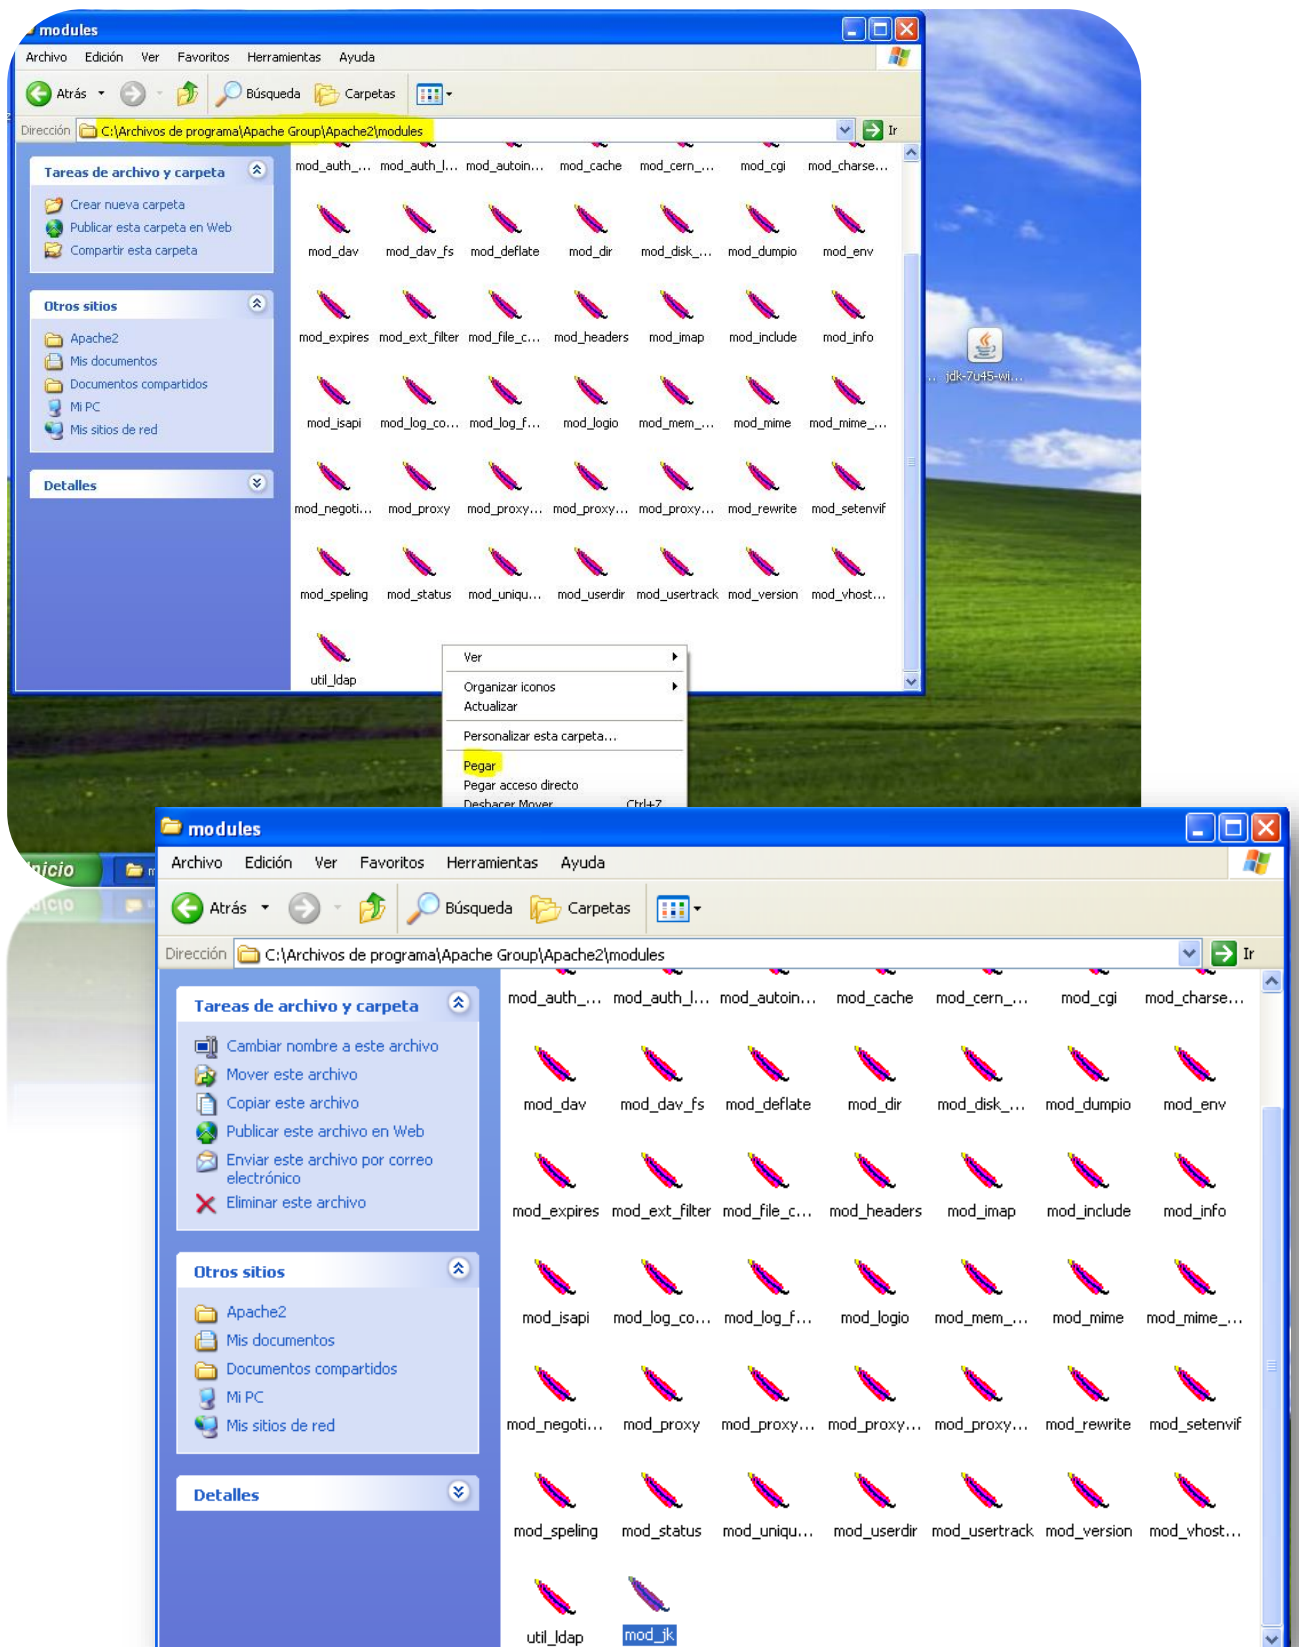 modules
Archivo Edición Ver Favoritos Herramientas Ayuda
Atrás Búsqueda Carpetas
Dirección C:\Archivos de programa\Apache Group\Apache2\modules Ir
Tareas de archivo y carpeta
Crear nueva carpeta
Publicar esta carpeta en Web
Compartir esta carpeta
Otros sitios
Apache2
Mis documentos
Documentos compartidos
Mi PC
Mis sitios de red
Detalles
mod_auth_... mod_auth_l... mod_autoin... mod_cache mod_cern_... mod_cgi mod_charse...
mod_dav mod_dav_fs mod_deflate mod_dir mod_disk_... mod_dumpio mod_env
mod_expires mod_ext_filter mod_file_c... mod_headers mod_imap mod_include mod_info
mod_isapi mod_log_co... mod_log_f... mod_logio mod_mem_... mod_mime mod_mime_...
mod_negoti... mod_proxy mod_proxy... mod_proxy... mod_proxy... mod_rewrite mod_setenvif
mod_speling mod_status mod_uniqu... mod_userdir mod_usertrack mod_version mod_vhost...
util_ldap
jdk-7u45-wi...
Ver
Organizar iconos
Actualizar
Personalizar esta carpeta...
Pegar
Pegar acceso directo
Deshacer Mover Ctrl+Z
modules
Archivo Edición Ver Favoritos Herramientas Ayuda
Atrás Búsqueda Carpetas
Dirección C:\Archivos de programa\Apache Group\Apache2\modules Ir
Tareas de archivo y carpeta
Cambiar nombre a este archivo
Mover este archivo
Copiar este archivo
Publicar este archivo en Web
Enviar este archivo por correo
electrónico
Eliminar este archivo
Otros sitios
Apache2
Mis documentos
Documentos compartidos
Mi PC
Mis sitios de red
Detalles
mod_auth_... mod_auth_l... mod_autoin... mod_cache mod_cern_... mod_cgi mod_charse...
mod_dav mod_dav_fs mod_deflate mod_dir mod_disk_... mod_dumpio mod_env
mod_expires mod_ext_filter mod_file_c... mod_headers mod_imap mod_include mod_info
mod_isapi mod_log_co... mod_log_f... mod_logio mod_mem_... mod_mime mod_mime_...
mod_negoti... mod_proxy mod_proxy... mod_proxy... mod_proxy... mod_rewrite mod_setenvif
mod_speling mod_status mod_uniqu... mod_userdir mod_usertrack mod_version mod_vhost...
util_ldap mod_jk